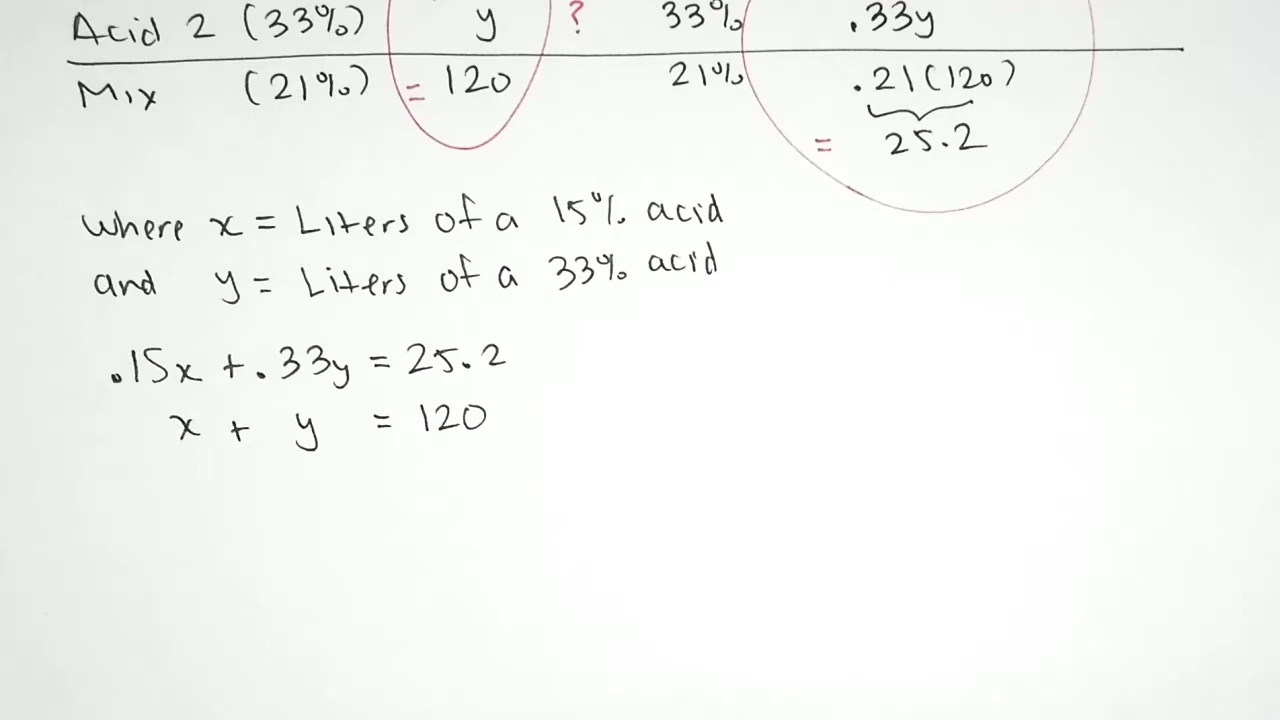 Acid 2 (33%) y ? 33% .33y
Mix (21%) = 120 21% .21(120)
= 25.2
where x = Liters of a 15% acid
and y = Liters of a 33% acid
.15x + .33y = 25.2
x + y = 120